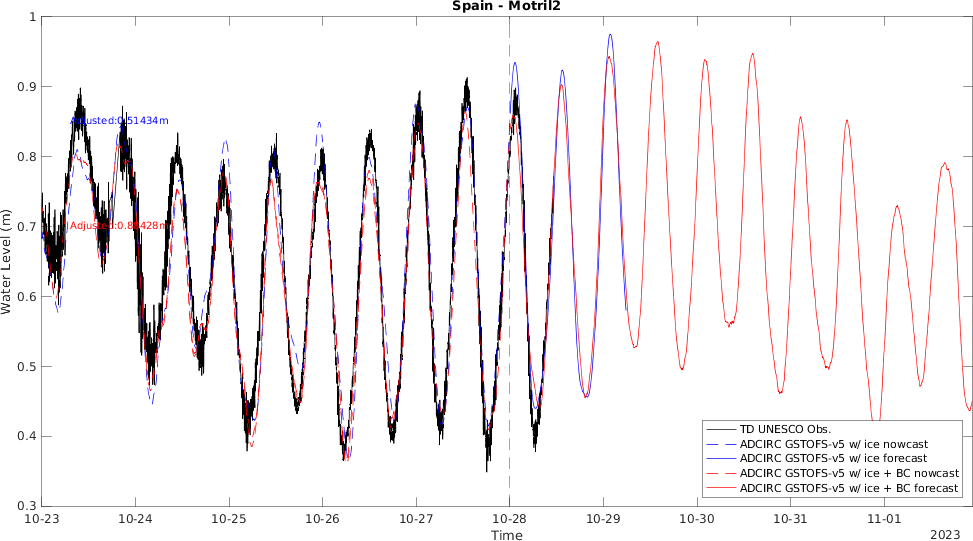 Spain - Motril2
1
0.9
0.8
0.7
0.6
0.5
0.4
0.3
Water Level (m)
Adjusted:0.51434m
10-23
10-24
10-25
10-26
10-27
10-28
10-29
10-30
10-31
11-01
Time
2023
TD UNESCO Obs.
ADCIRC GSTOFS-v5 w/ ice nowcast
ADCIRC GSTOFS-v5 w/ ice forecast
ADCIRC GSTOFS-v5 w/ ice + BC nowcast
ADCIRC GSTOFS-v5 w/ ice + BC forecast